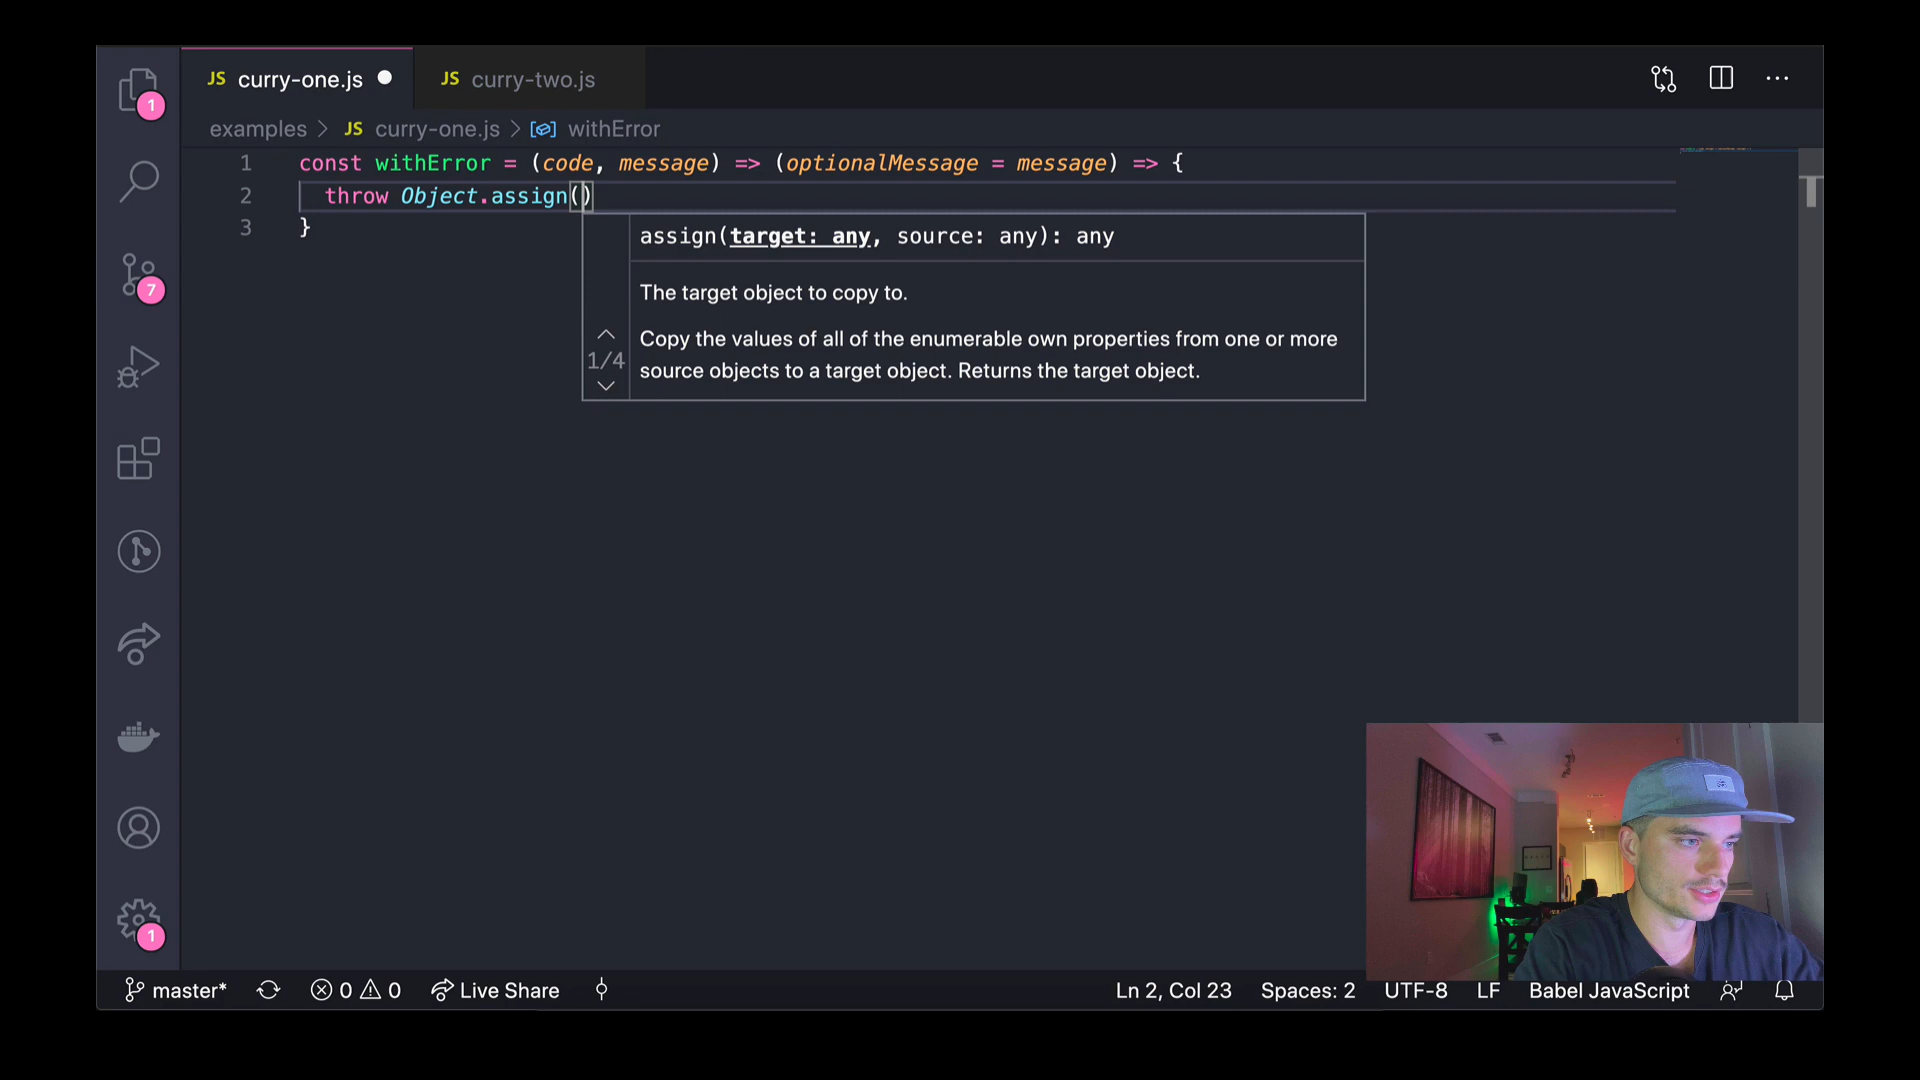 JS curry-one.js
JS curry-two.js
examples > JS curry-one.js > withError
1 const withError = (code, message) => (optionalMessage = message) => {
2 throw Object.assign()
3 }
assign(target: any, source: any): any
The target object to copy to.
1/4
Copy the values of all of the enumerable own properties from one or more
source objects to a target object. Returns the target object.
1
7
1
master* 0 0 Live Share Ln 2, Col 23 Spaces: 2 UTF-8 LF Babel JavaScript